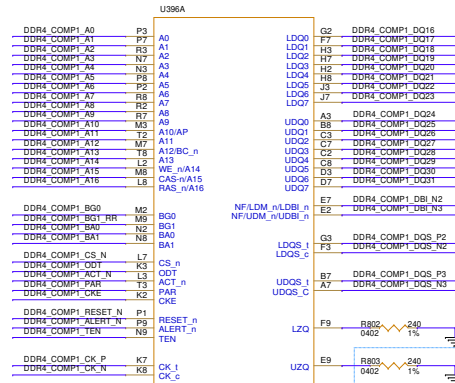 U396A
DDR4_COMP1_A0 P3 A0
DDR4_COMP1_A1 P7 A1
DDR4_COMP1_A2 R3 A2
DDR4_COMP1_A3 N7 A3
DDR4_COMP1_A4 N3 A4
DDR4_COMP1_A5 P8 A5
DDR4_COMP1_A6 P2 A6
DDR4_COMP1_A7 R8 A7
DDR4_COMP1_A8 R2 A8
DDR4_COMP1_A9 R7 A9
DDR4_COMP1_A10 M3 A10/AP
DDR4_COMP1_A11 T2 A11
DDR4_COMP1_A12 M7 A12/BC_n
DDR4_COMP1_A13 T8 A13
DDR4_COMP1_A14 L2 WE_n/A14
DDR4_COMP1_A15 M8 CAS-n/A15
DDR4_COMP1_A16 L8 RAS_n/A16
DDR4_COMP1_BG0 M2 BG0
DDR4_COMP1_BG1_RR M9 BG1
DDR4_COMP1_BA0 N2 BA0
DDR4_COMP1_BA1 N8 BA1
DDR4_COMP1_CS_N L7 CS_n
DDR4_COMP1_ODT K3 ODT
DDR4_COMP1_ACT_N L3 ACT_n
DDR4_COMP1_PAR T3 PAR
DDR4_COMP1_CKE K2 CKE
DDR4_COMP1_RESET_N P1 RESET_n
DDR4_COMP1_ALERT_N P9 ALERT_n
DDR4_COMP1_TEN N9 TEN
DDR4_COMP1_CK_P K7 CK_t
DDR4_COMP1_CK_N K8 CK_c
LDQ0 G2 DDR4_COMP1_DQ16
LDQ1 F7 DDR4_COMP1_DQ17
LDQ2 H3 DDR4_COMP1_DQ18
LDQ3 H7 DDR4_COMP1_DQ19
LDQ4 H2 DDR4_COMP1_DQ20
LDQ5 H8 DDR4_COMP1_DQ21
LDQ6 J3 DDR4_COMP1_DQ22
LDQ7 J7 DDR4_COMP1_DQ23
UDQ0 A3 DDR4_COMP1_DQ24
UDQ1 B8 DDR4_COMP1_DQ25
UDQ2 C3 DDR4_COMP1_DQ26
UDQ3 C7 DDR4_COMP1_DQ27
UDQ4 C2 DDR4_COMP1_DQ28
UDQ5 C8 DDR4_COMP1_DQ29
UDQ6 D3 DDR4_COMP1_DQ30
UDQ7 D7 DDR4_COMP1_DQ31
NF/LDM_n/LDBI_n E7 DDR4_COMP1_DBI_N2
NF/UDM_n/UDBI_n E2 DDR4_COMP1_DBI_N3
LDQS_t G3 DDR4_COMP1_DQS_P2
LDQS_c F3 DDR4_COMP1_DQS_N2
UDQS_t B7 DDR4_COMP1_DQS_P3
UDQS_C A7 DDR4_COMP1_DQS_N3
LZQ F9 R802 240
0402 1%
UZQ E9 R803 240
0402 1%